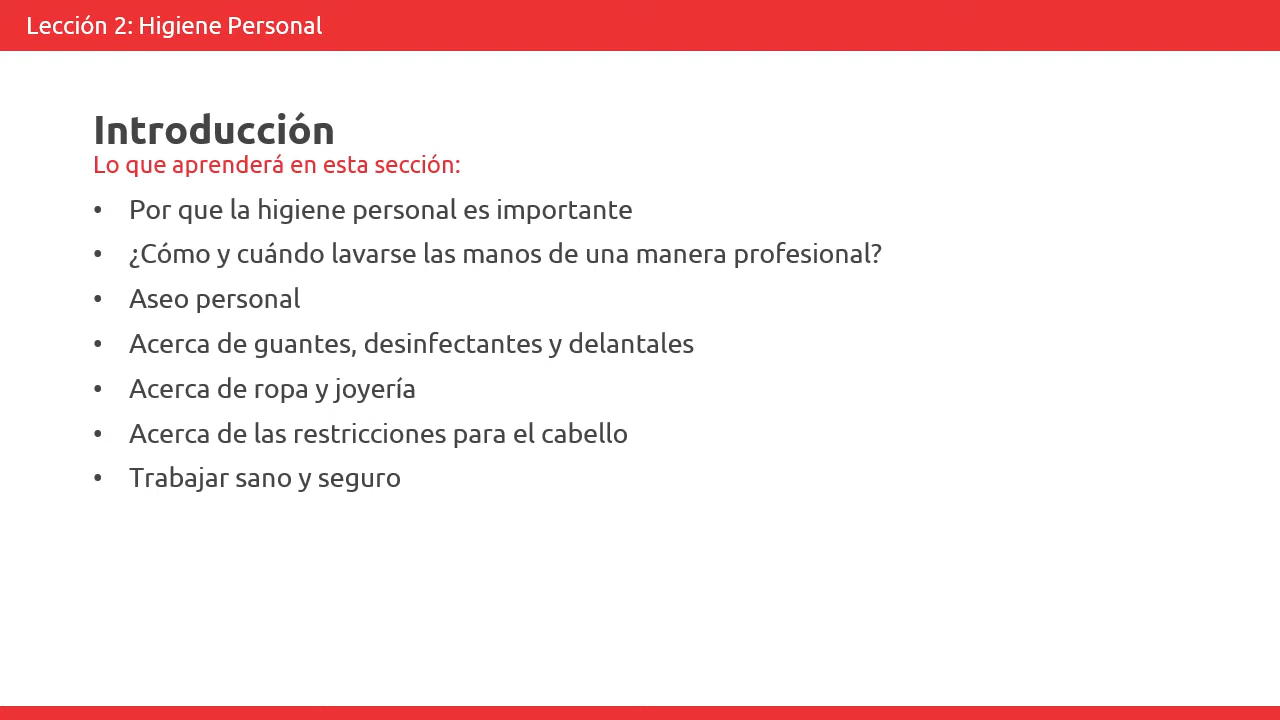 Lección 2: Higiene Personal
Introducción
Lo que aprenderá en esta sección:
• Por que la higiene personal es importante
• ¿Cómo y cuándo lavarse las manos de una manera profesional?
• Aseo personal
• Acerca de guantes, desinfectantes y delantales
• Acerca de ropa y joyería
• Acerca de las restricciones para el cabello
• Trabajar sano y seguro